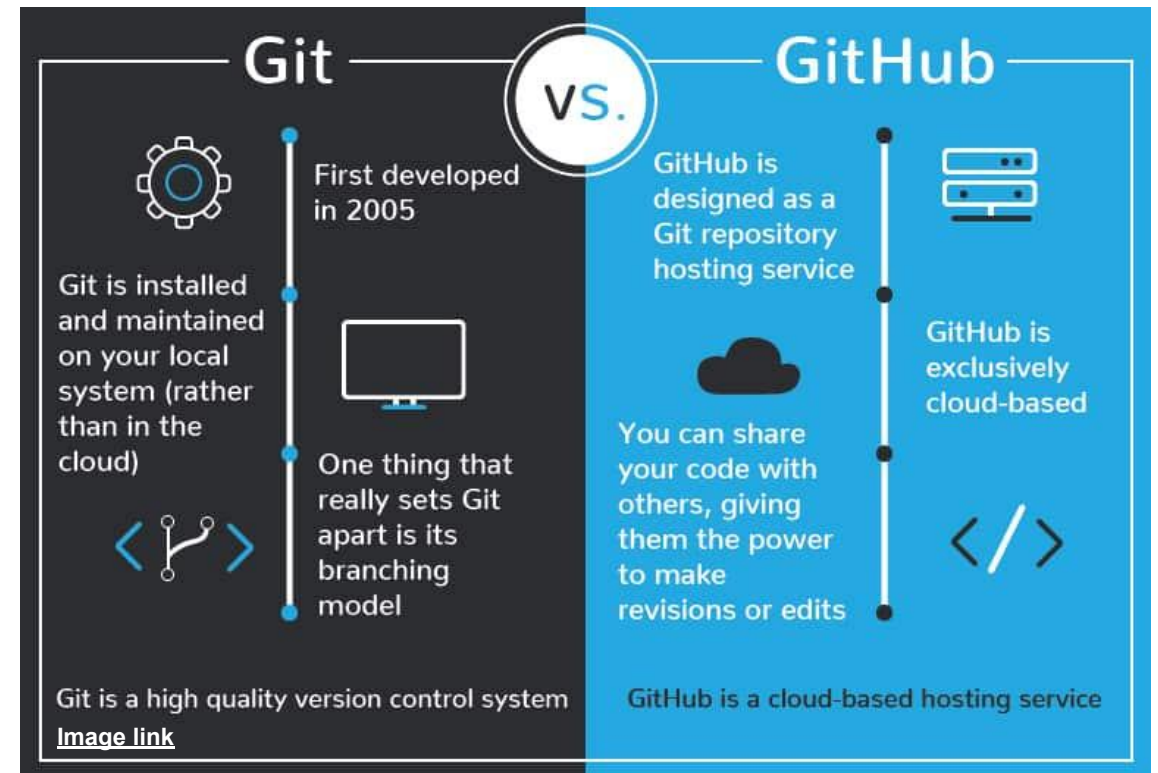 Git
vs.
GitHub
First developed
in 2005
Git is installed
and maintained
on your local
system (rather
than in the
cloud)
One thing that
really sets Git
apart is its
branching
model
Git is a high quality version control system
Image link
GitHub is
designed as a
Git repository
hosting service
GitHub is
exclusively
cloud-based
You can share
your code with
others, giving
them the power
to make
revisions or edits
GitHub is a cloud-based hosting service